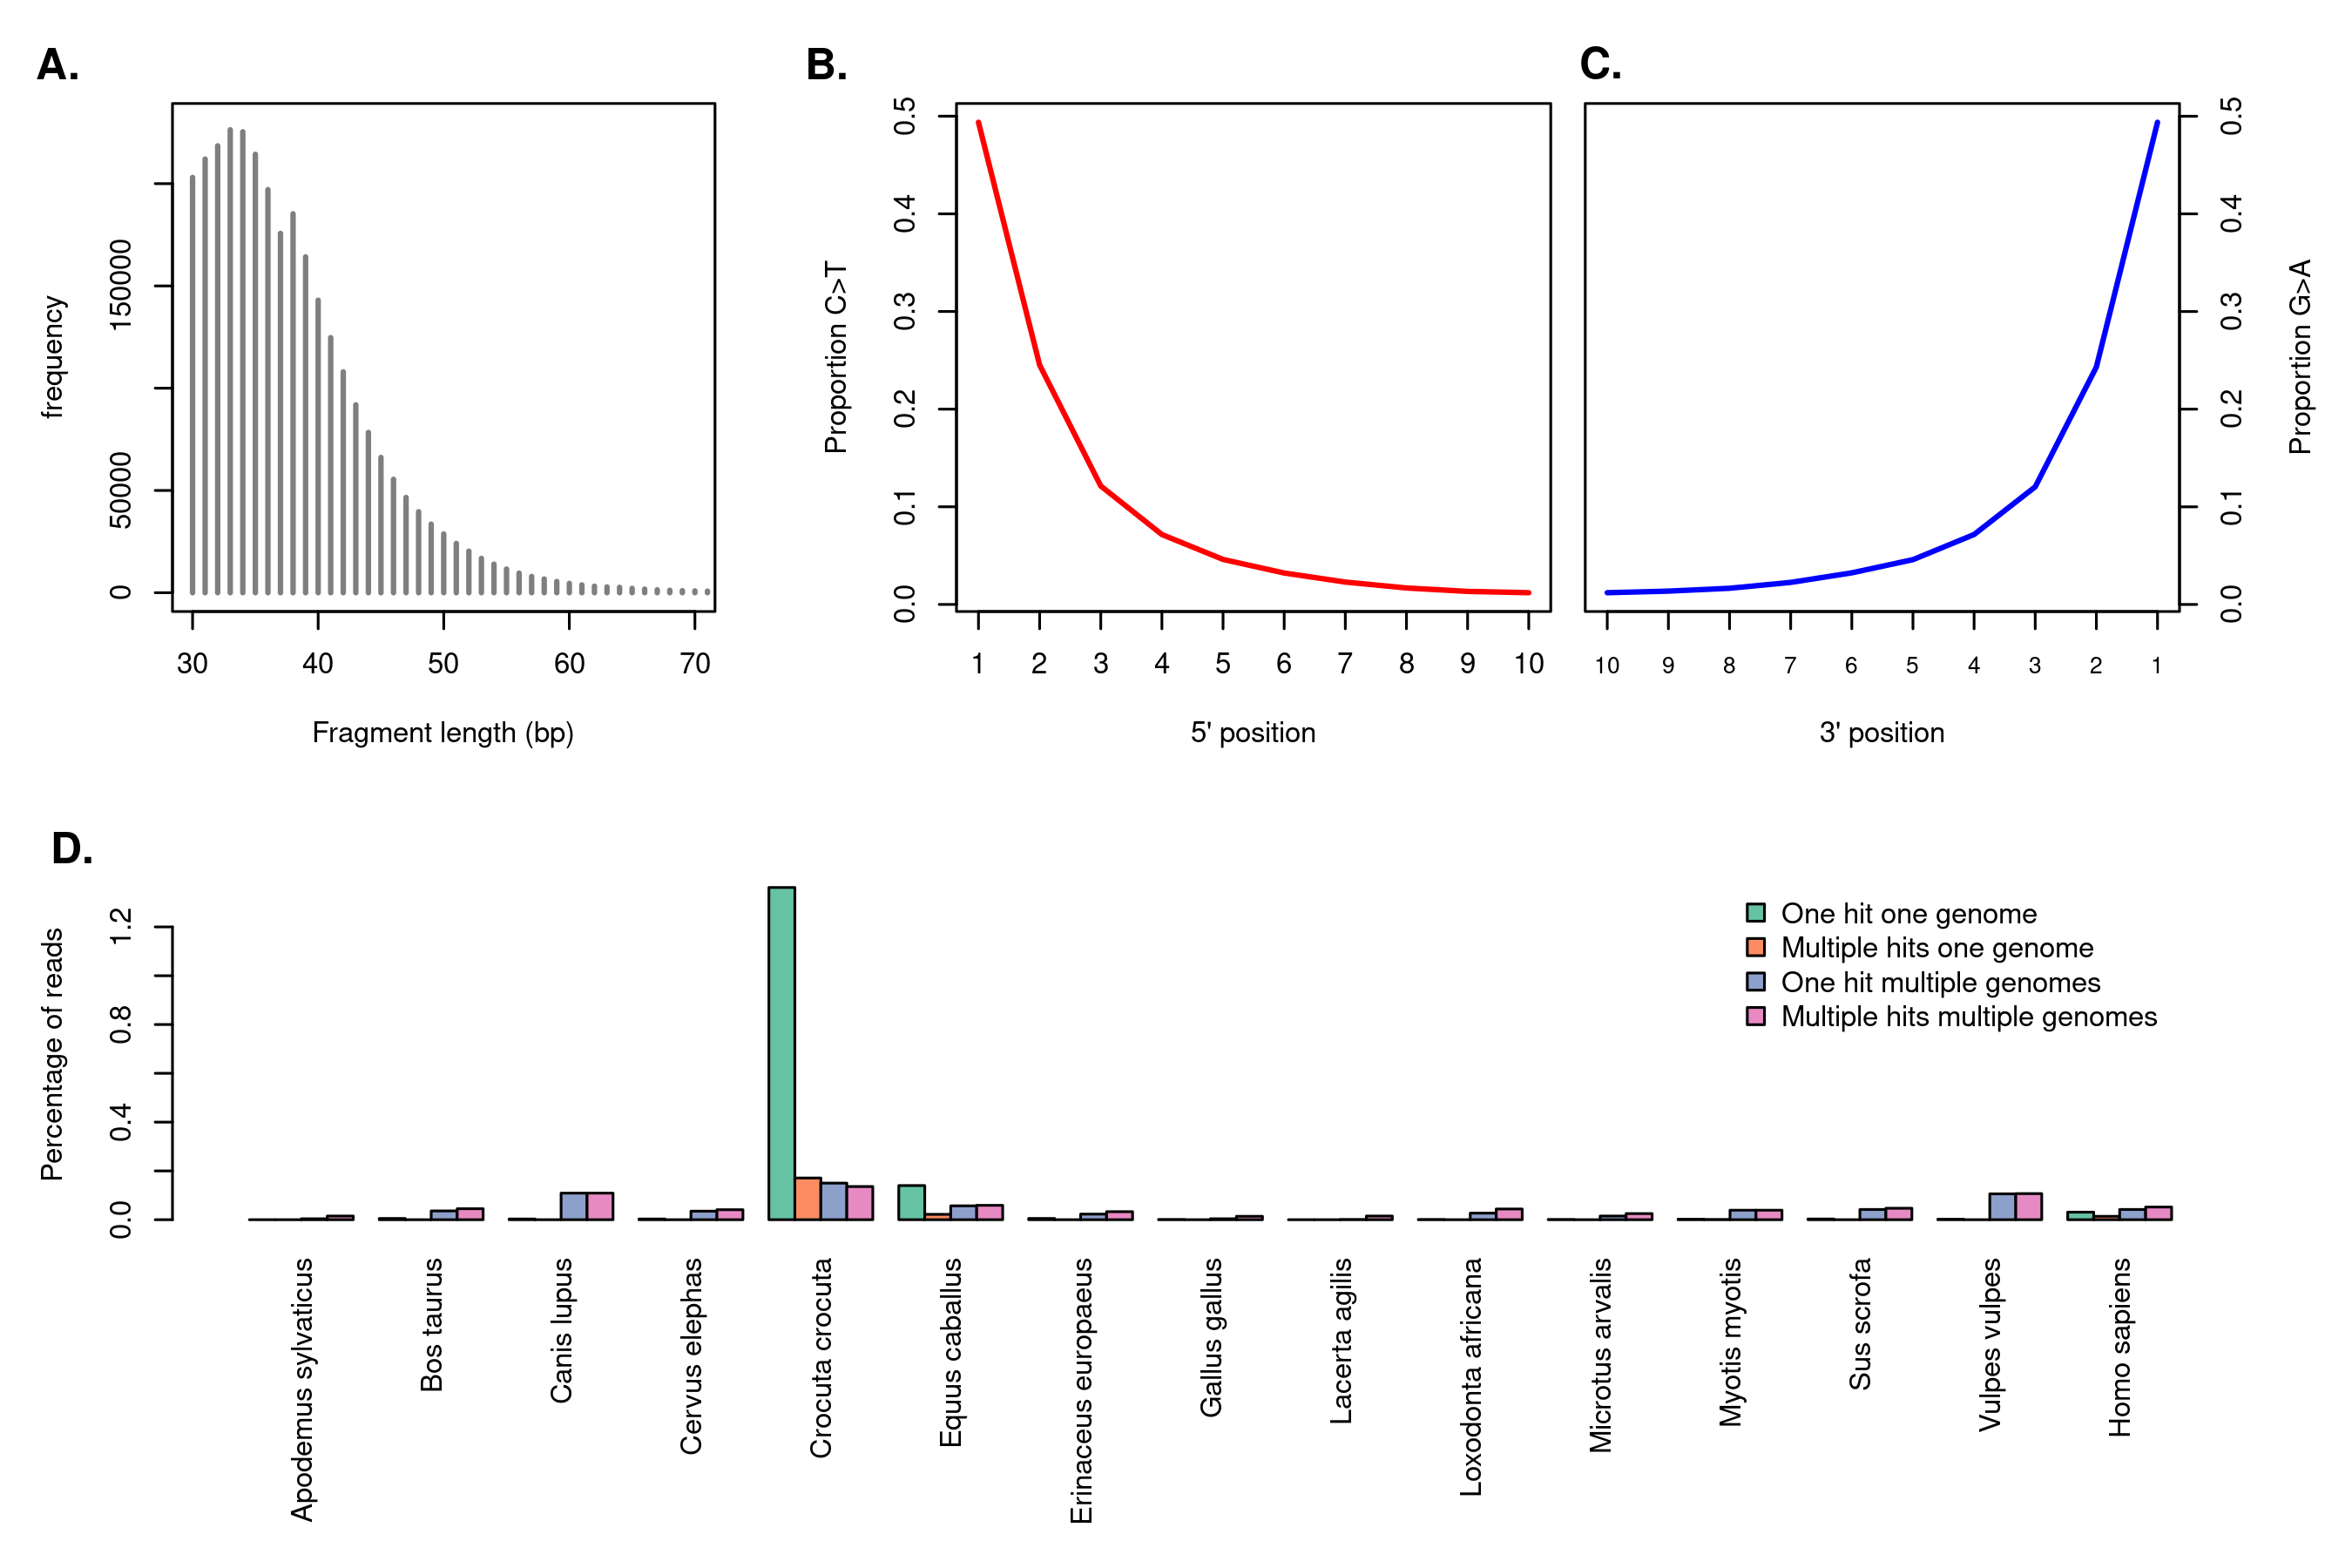 A.
B.
C.
frequency
0
50000
150000
30 40 50 60 70
Fragment length (bp)
Proportion C>T
0.0 0.1 0.2 0.3 0.4 0.5
1 2 3 4 5 6 7 8 9 10
5' position
10 9 8 7 6 5 4 3 2 1
3' position
0.0 0.1 0.2 0.3 0.4 0.5
Proportion G>A
D.
Percentage of reads
0.0 0.4 0.8 1.2
One hit one genome
Multiple hits one genome
One hit multiple genomes
Multiple hits multiple genomes
Apodemus sylvaticus
Bos taurus
Canis lupus
Cervus elephas
Crocuta crocuta
Equus caballus
Erinaceus europaeus
Gallus gallus
Lacerta agilis
Loxodonta africana
Microtus arvalis
Myotis myotis
Sus scrofa
Vulpes vulpes
Homo sapiens